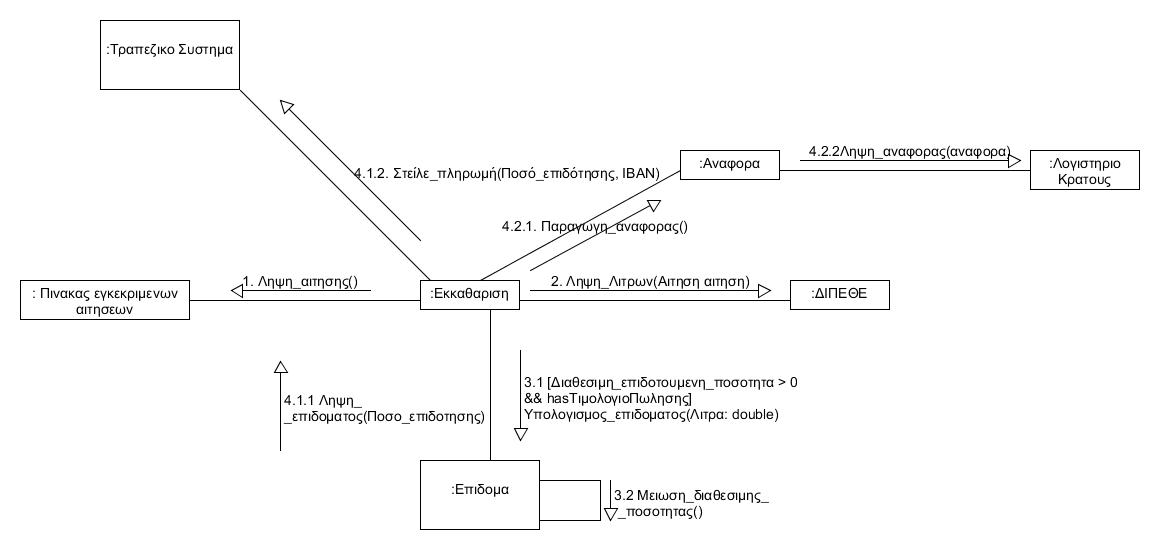 :Τραπεζικο Συστημα
4.1.2. Στείλε_πληρωμή(Ποσό_επιδότησης, IBAN)
:Αναφορα
4.2.2Ληψη_αναφορας(αναφορα)
:Λογιστηριο
Κρατους
4.2.1. Παραγωγη_αναφορας()
: Πινακας εγκεκριμενων
αιτησεων
1. Ληψη_αιτησης()
:Εκκαθαριση
2. Ληψη_Λιτρων(Αιτηση αιτηση)
:ΔΙΠΕΘΕ
4.1.1 Ληψη_
_επιδοματος(Ποσο_επιδοτησης)
3.1 [Διαθεσιμη_επιδοτουμενη_ποσοτητα > 0
&& hasΤιμολογιοΠωλησης]
Υπολογισμος_επιδοματος(Λιτρα: double)
:Επιδομα
3.2 Μειωση_διαθεσιμης_
_ποσοτητας()